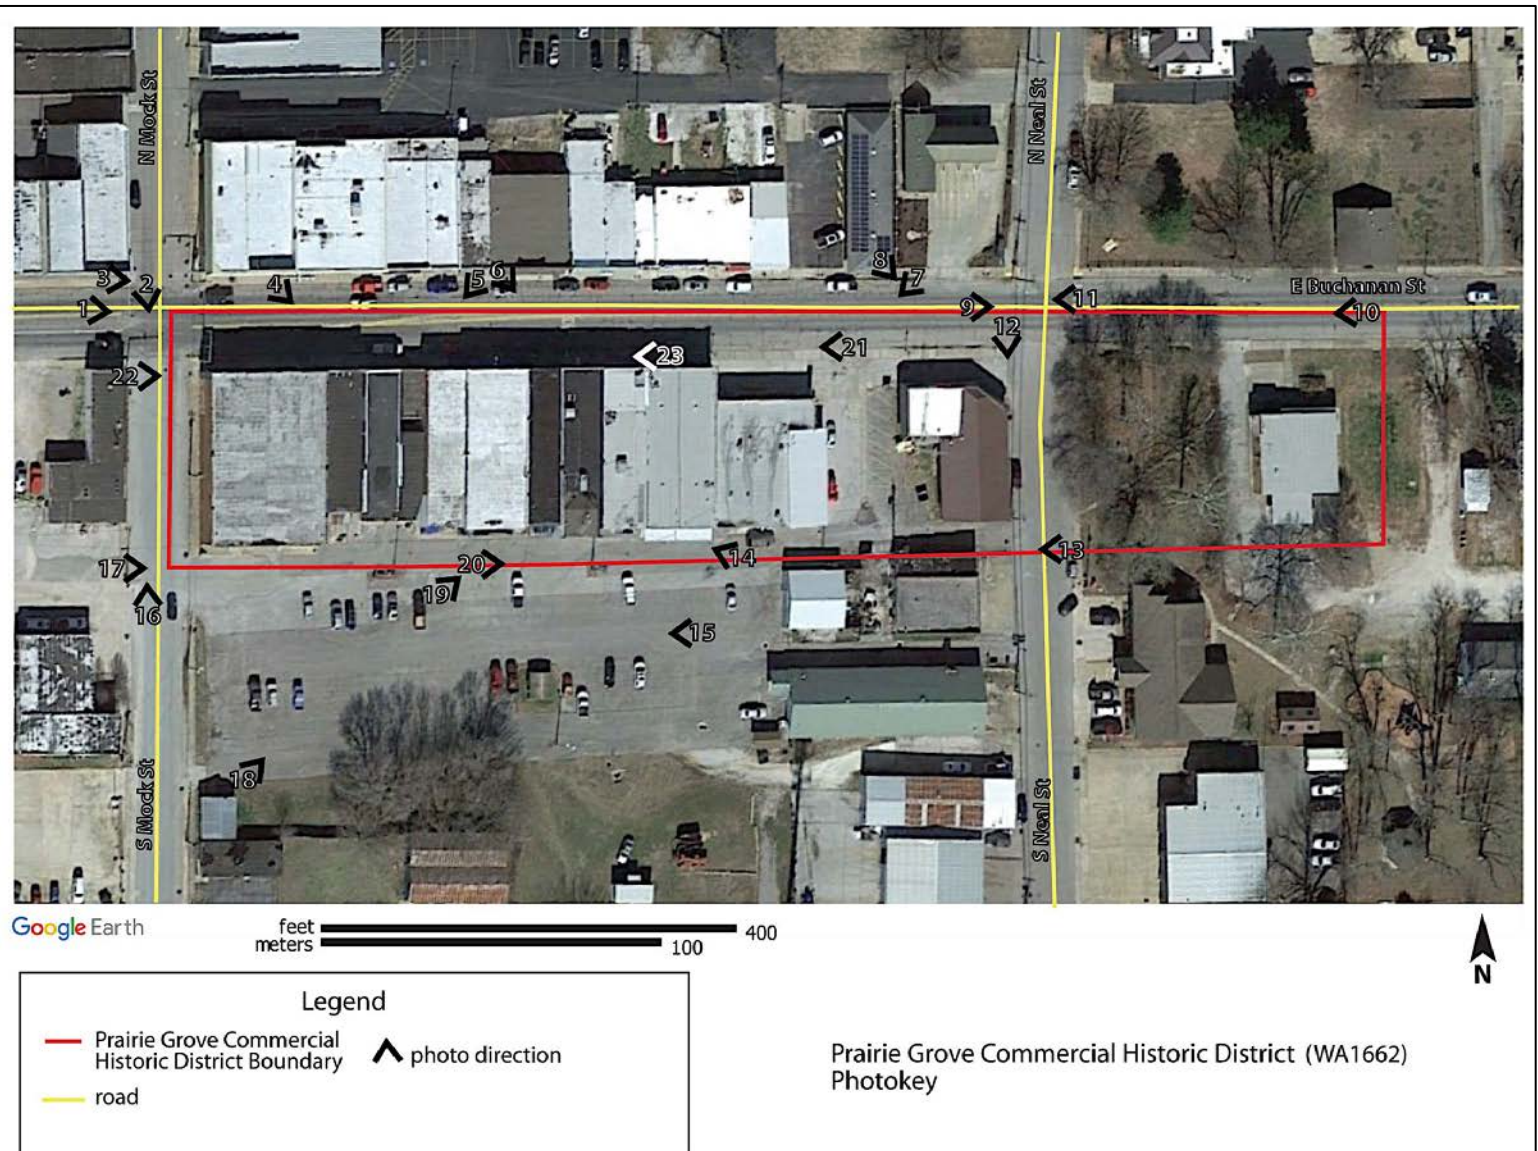 N Mock St
N Neal St
3
2
1
4
5
6
8
7
9
11
E Buchanan St
10
12
22
23
21
17
16
20
19
14
13
15
18
S Mock St
S Neal St
Google Earth
feet
400
meters
100
N
Legend
Prairie Grove Commercial
Historic District Boundary
photo direction
road
Prairie Grove Commercial Historic District (WA1662)
Photokey